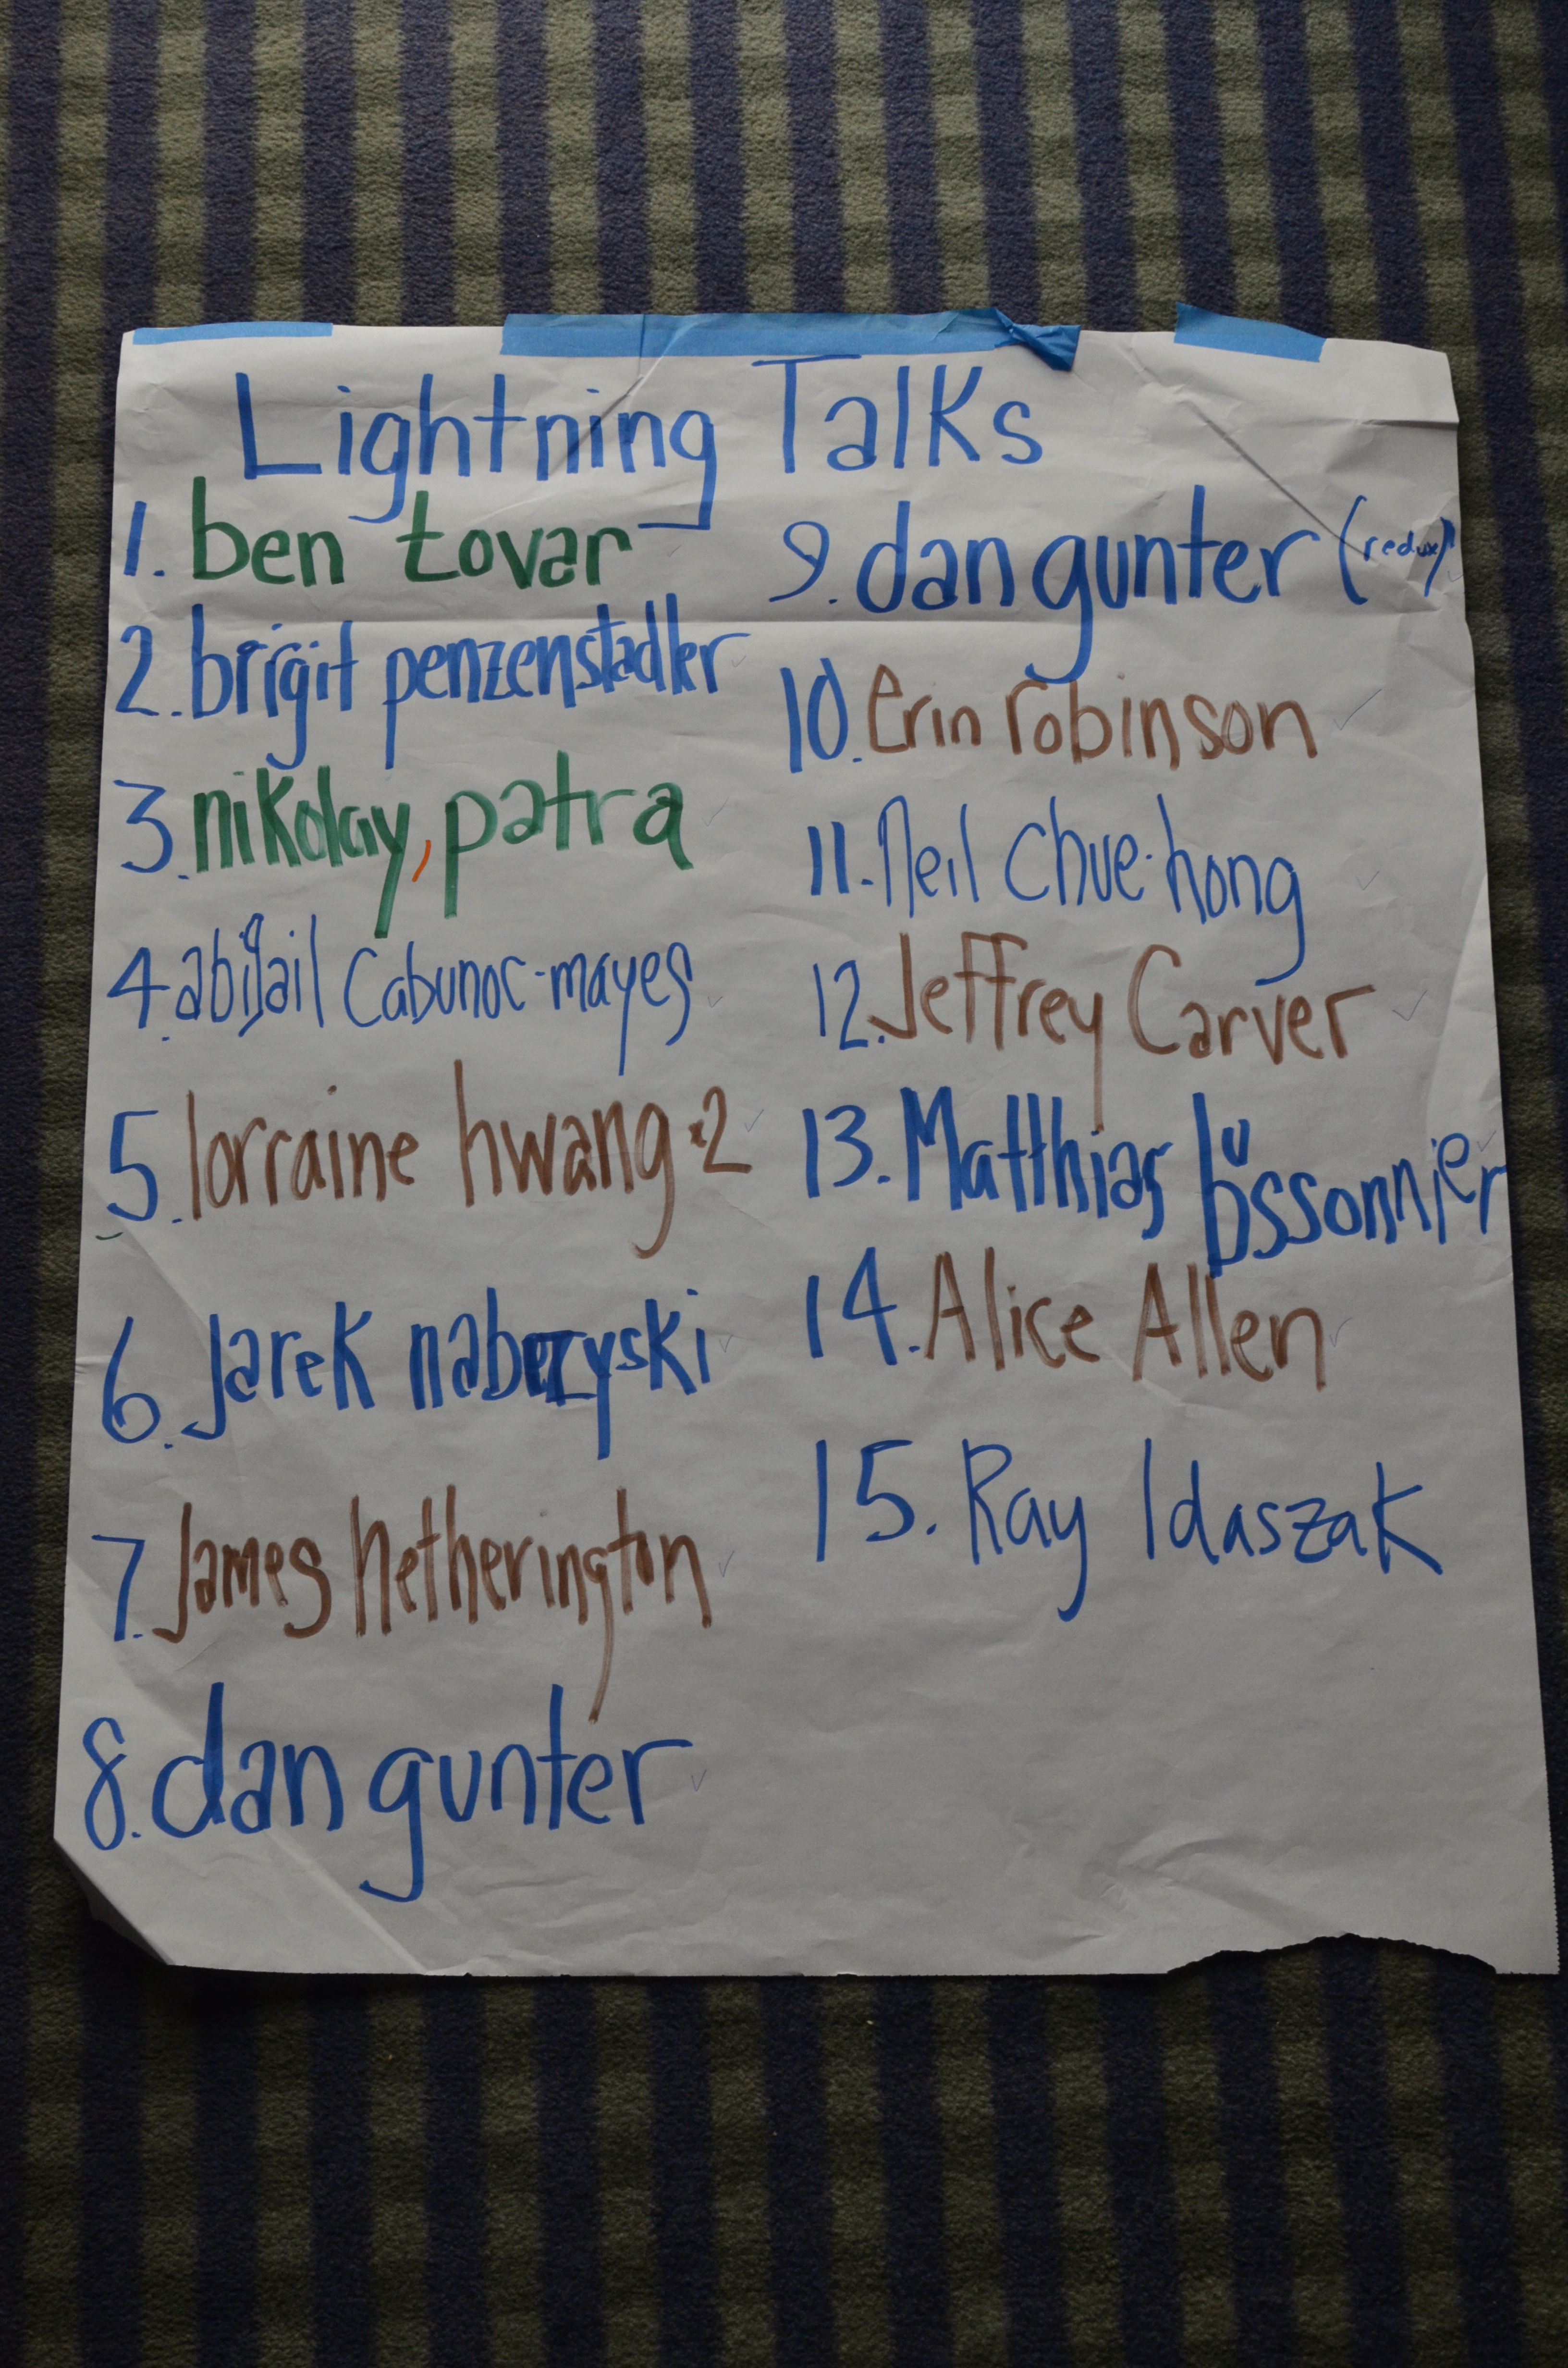 Lightning Talks
1. ben tovar
2. brigit penzenstadler
3. nikolay, patra
4. abigail Cabunoc-mayes
5. lorraine hwang x2
6. Jarek
7. James hetherington
8. dan gunter
9. dan gunter (redux)
10. Erin robinson
11. Neil Chue-hong
12. Jeffrey Carver
13. Matthias bussonnier
14. Alice Allen
15. Ray Idaszak